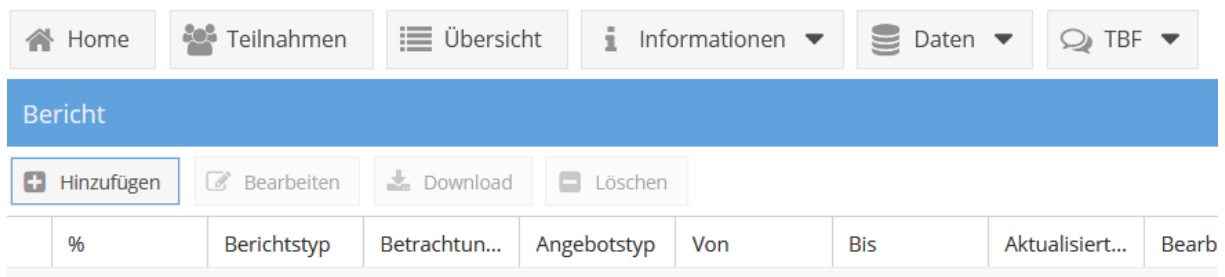 Home Teilnahmen Übersicht Informationen Daten TBF
Bericht
Hinzufügen Bearbeiten Download Löschen
% Berichtstyp Betrachtun... Angebotstyp Von Bis Aktualisiert... Bearb